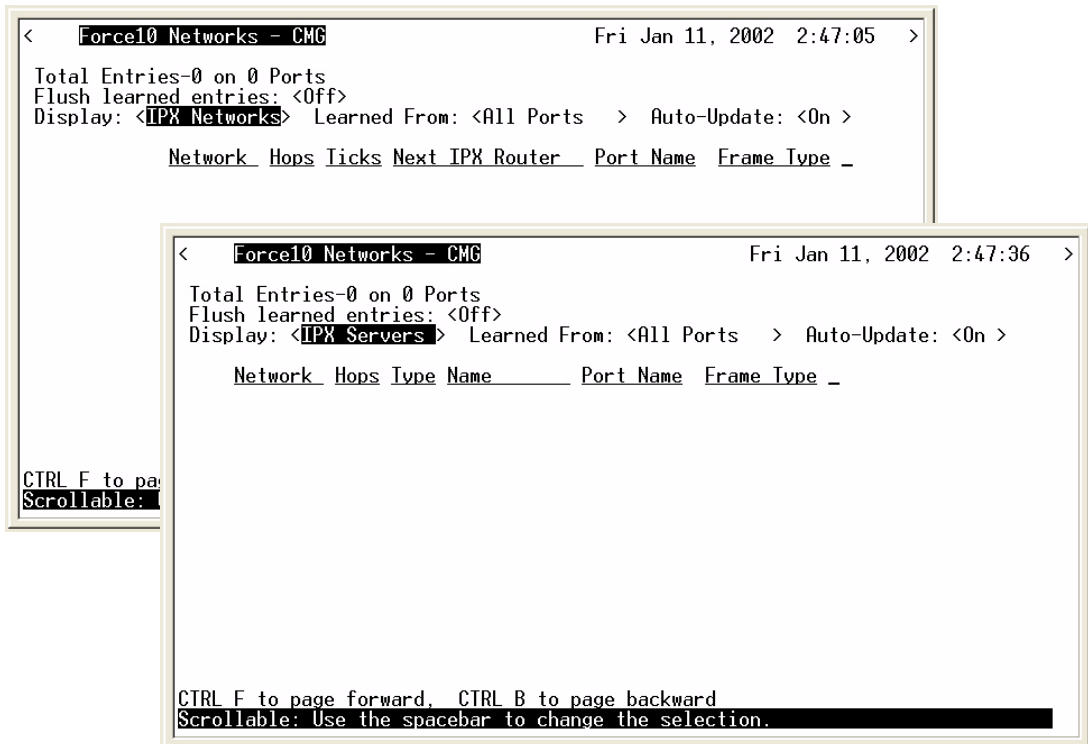 < Force10 Networks - CMG Fri Jan 11, 2002 2:47:05 >
Total Entries-0 on 0 Ports
Flush learned entries: <Off>
Display: <IPX Networks> Learned From: <All Ports > Auto-Update: <On >
Network Hops Ticks Next IPX Router Port Name Frame Type _
CTRL F to
Scrollable:
< Force10 Networks - CMG Fri Jan 11, 2002 2:47:36 >
Total Entries-0 on 0 Ports
Flush learned entries: <Off>
Display: <IPX Servers > Learned From: <All Ports > Auto-Update: <On >
Network Hops Type Name Port Name Frame Type _
CTRL F to page forward, CTRL B to page backward
Scrollable: Use the spacebar to change the selection.